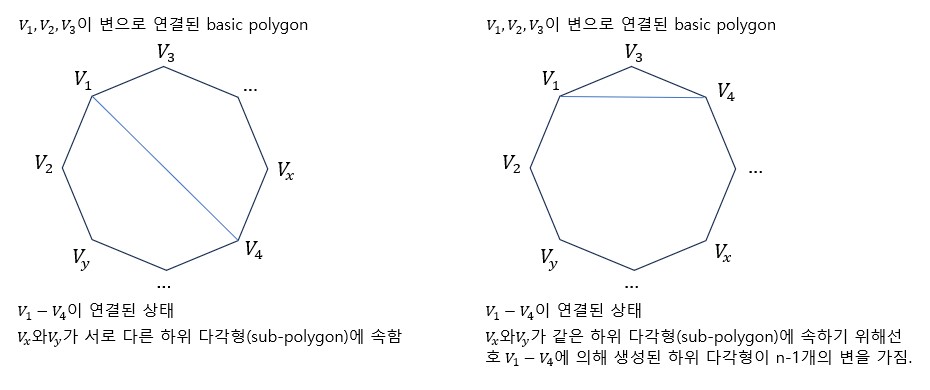 V₁,V₂,V₃이 변으로 연결된 basic polygon
V₃
V₁
...
V₂
Vₓ
V_y
V₄
...
V₁ − V₄이 연결된 상태
Vₓ와V_y가 서로 다른 하위 다각형(sub-polygon)에 속함
V₁,V₂,V₃이 변으로 연결된 basic polygon
V₃
V₁
V₄
V₂
...
V_y
Vₓ
...
V₁ − V₄이 연결된 상태
Vₓ와V_y가 같은 하위 다각형(sub-polygon)에 속하기 위해선
호 V₁ − V₄에 의해 생성된 하위 다각형이 n-1개의 변을 가짐.